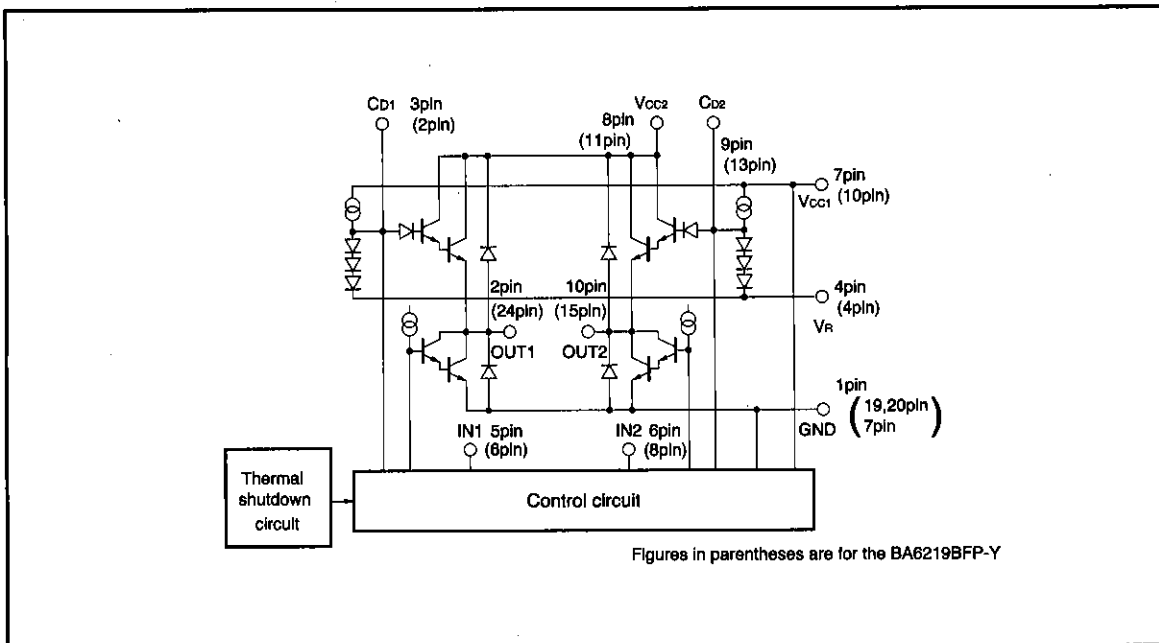 CD1 3pin
(2pin)
VCC2
8pin
(11pin)
CD2
9pin
(13pin)
7pin
VCC1 (10pin)
2pin
(24pin)
OUT1
10pin
(15pin)
OUT2
4pin
(4pin)
VR
1pin
(19,20pin
7pin)
GND
IN1 5pin
(6pin)
IN2 6pin
(8pin)
Thermal
shutdown
circuit
Control circuit
Figures in parentheses are for the BA6219BFP-Y